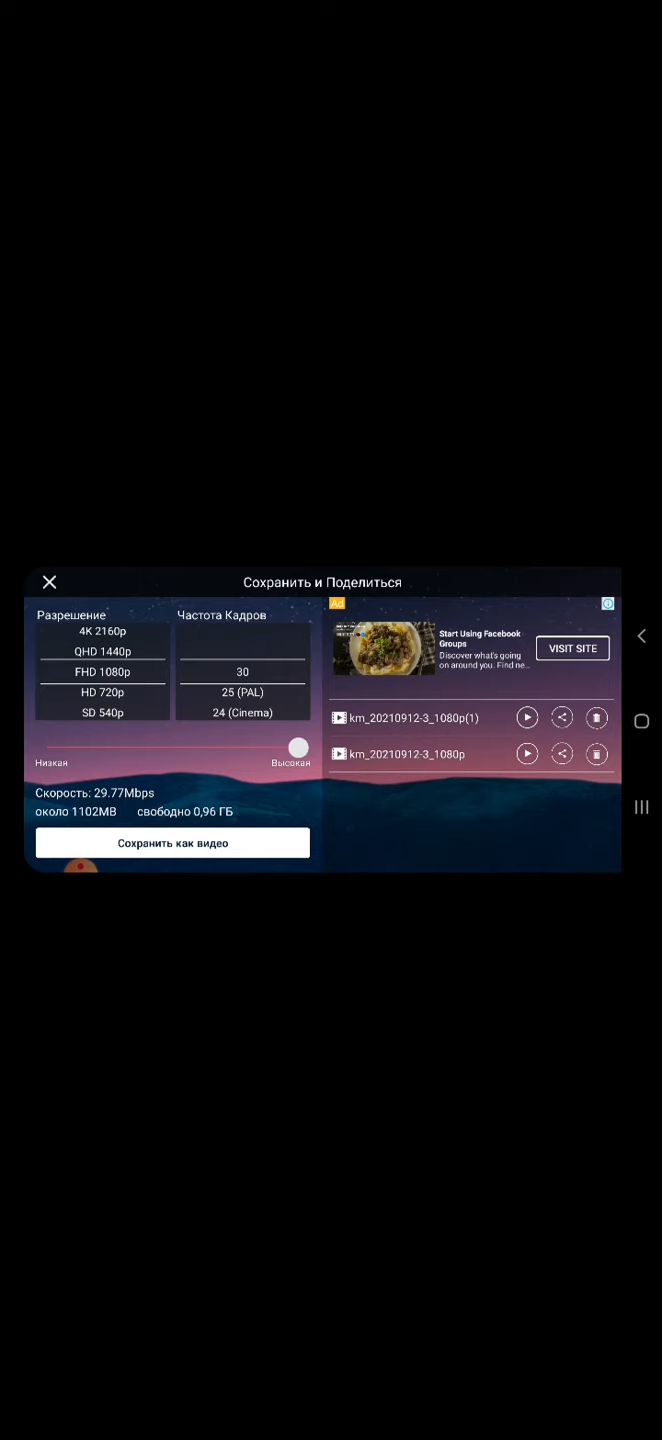 Сохранить и Поделиться
Разрешение
Частота Кадров
4K 2160p
QHD 1440p
FHD 1080p
HD 720p
SD 540p
30
25 (PAL)
24 (Cinema)
Низкая
Высокая
Скорость: 29.77Mbps
около 1102MB свободно 0,96 ГБ
Сохранить как видео
Ad
Start Using Facebook
Groups
Discover what's going
on around you. Find ne...
VISIT SITE
km_20210912-3_1080p(1)
km_20210912-3_1080p